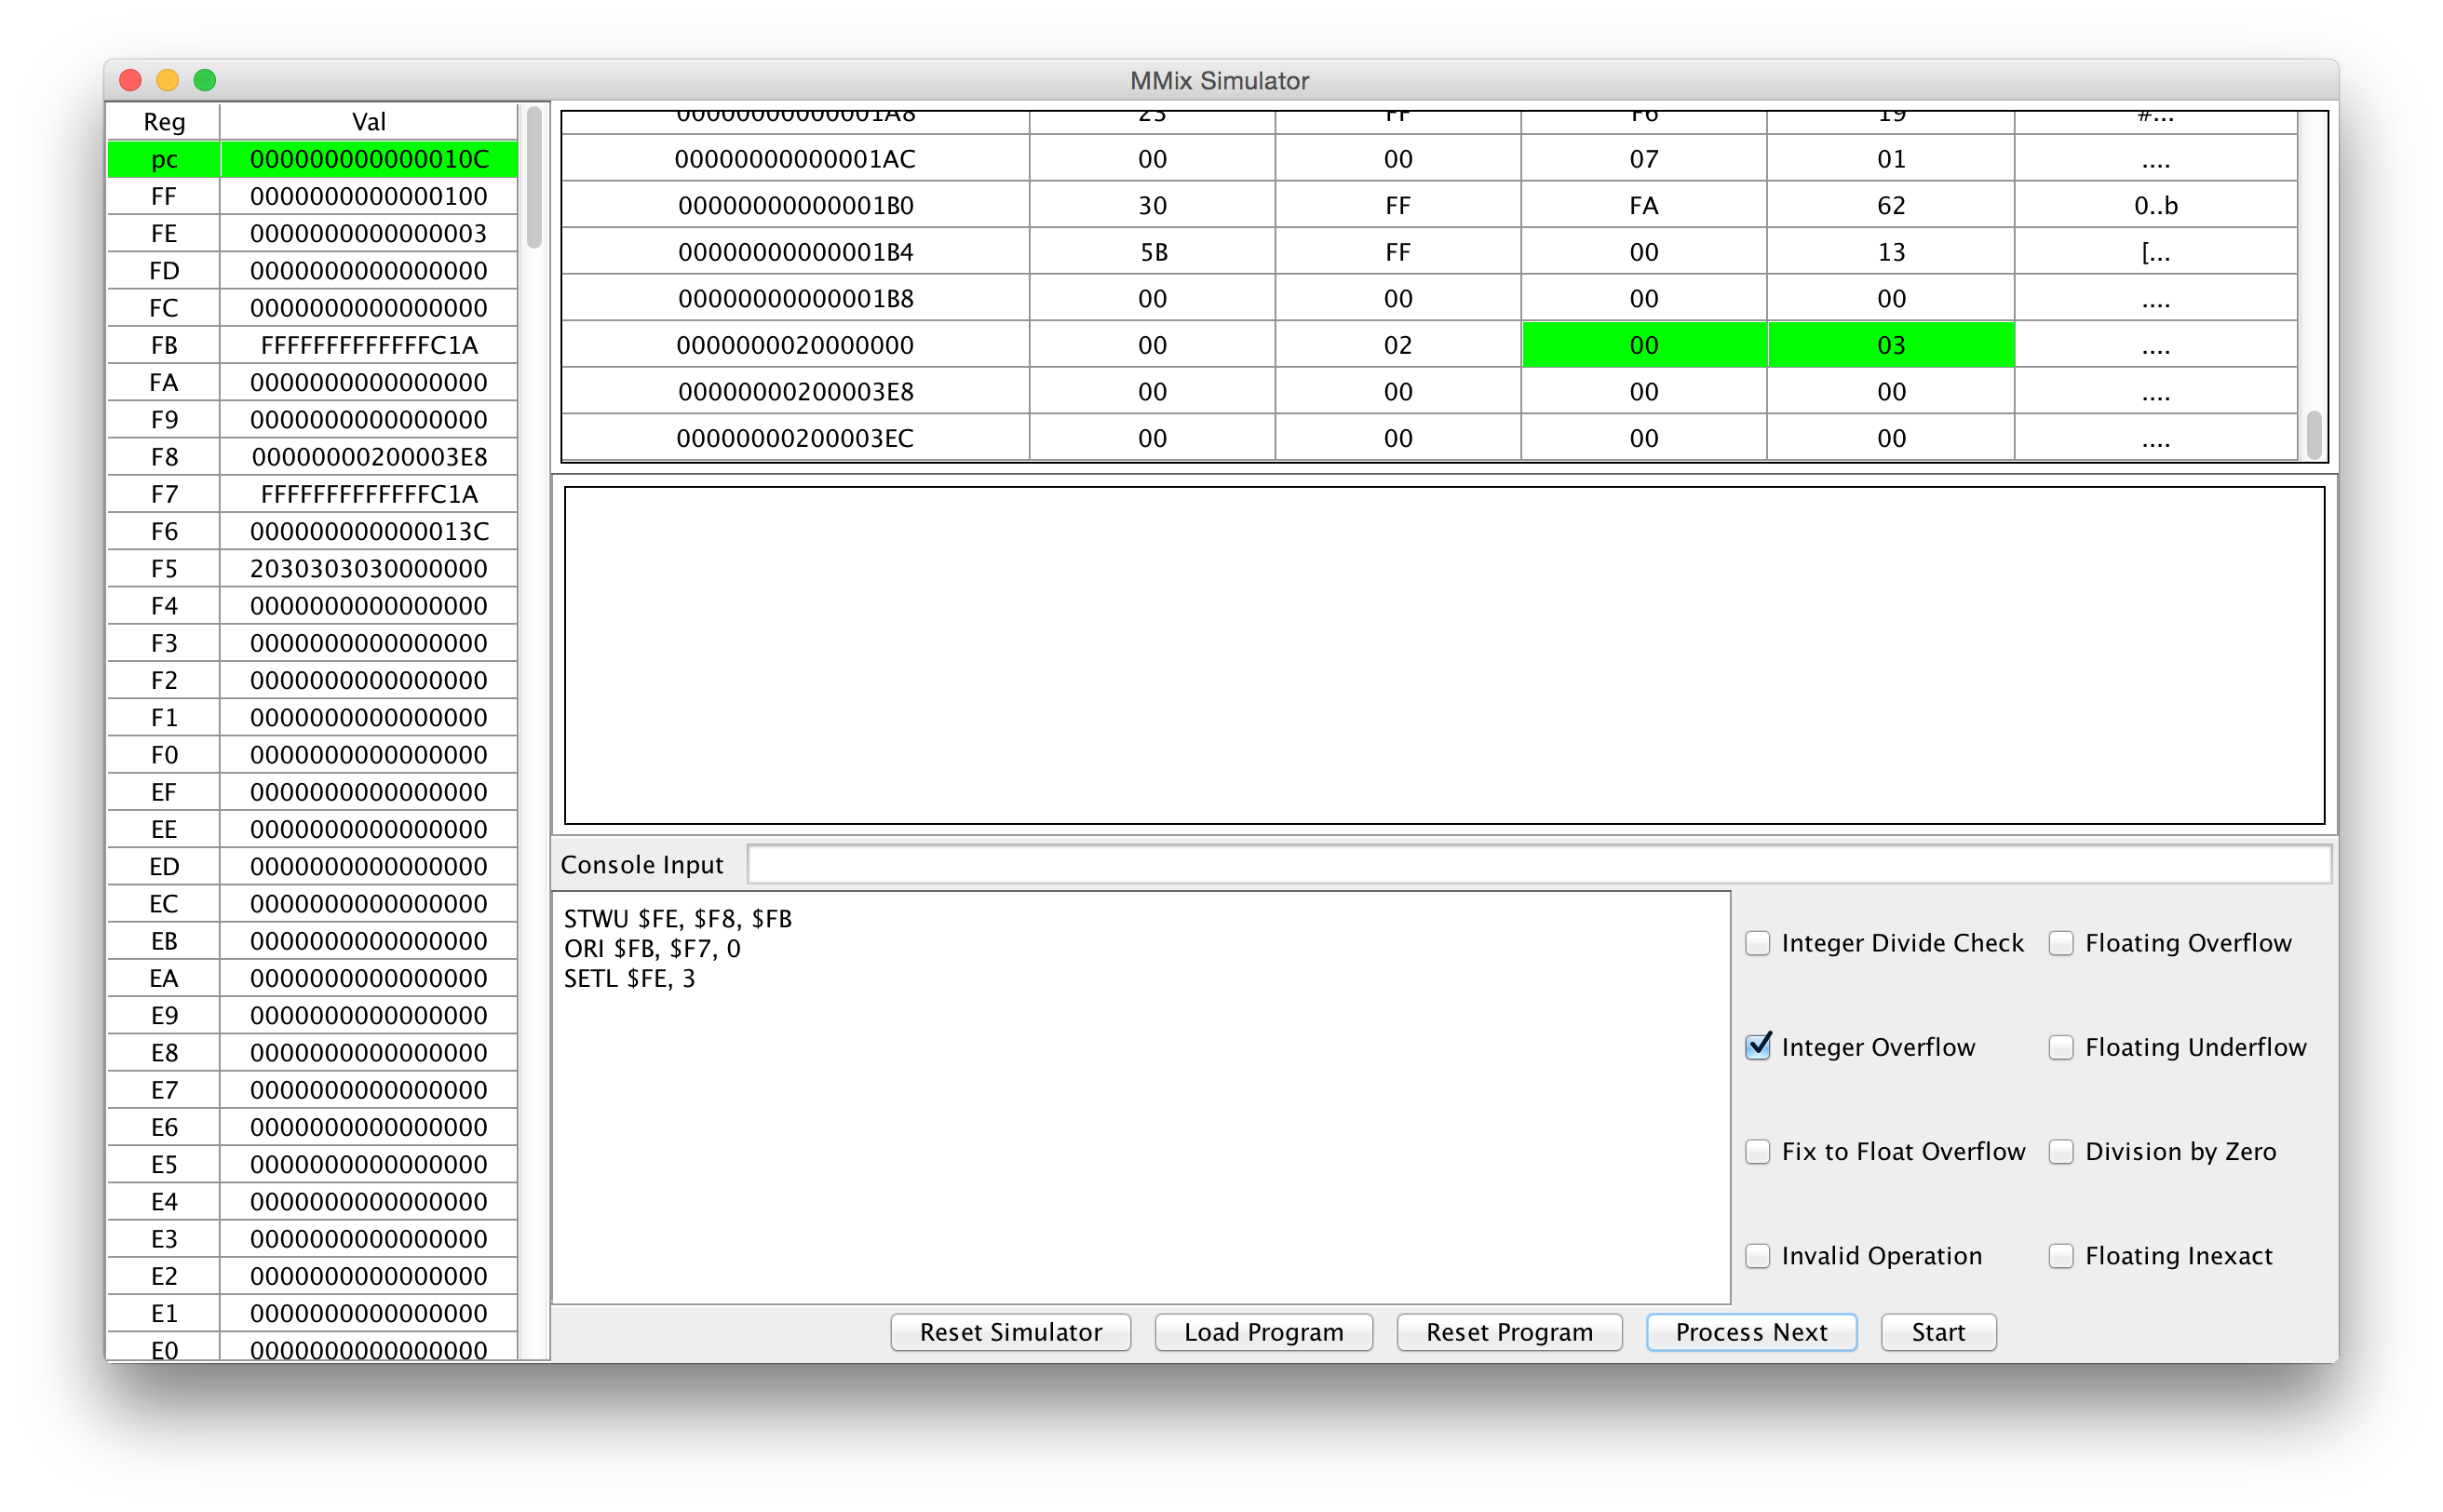 MMix Simulator
Reg Val
pc 000000000000010C
FF 0000000000000100
FE 0000000000000003
FD 0000000000000000
FC 0000000000000000
FB FFFFFFFFFFFFFC1A
FA 0000000000000000
F9 0000000000000000
F8 00000000200003E8
F7 FFFFFFFFFFFFFC1A
F6 000000000000013C
F5 2030303030000000
F4 0000000000000000
F3 0000000000000000
F2 0000000000000000
F1 0000000000000000
F0 0000000000000000
EF 0000000000000000
EE 0000000000000000
ED 0000000000000000
EC 0000000000000000
EB 0000000000000000
EA 0000000000000000
E9 0000000000000000
E8 0000000000000000
E7 0000000000000000
E6 0000000000000000
E5 0000000000000000
E4 0000000000000000
E3 0000000000000000
E2 0000000000000000
E1 0000000000000000
E0 0000000000000000
00000000000001A8 23 FF F6 19 #...
00000000000001AC 00 00 07 01 ....
00000000000001B0 30 FF FA 62 0..b
00000000000001B4 5B FF 00 13 [...
00000000000001B8 00 00 00 00 ....
0000000020000000 00 02 00 03 ....
00000000200003E8 00 00 00 00 ....
00000000200003EC 00 00 00 00 ....
Console Input
STWU $FE, $F8, $FB
ORI $FB, $F7, 0
SETL $FE, 3
Integer Divide Check Floating Overflow
Integer Overflow Floating Underflow
Fix to Float Overflow Division by Zero
Invalid Operation Floating Inexact
Reset Simulator Load Program Reset Program Process Next Start